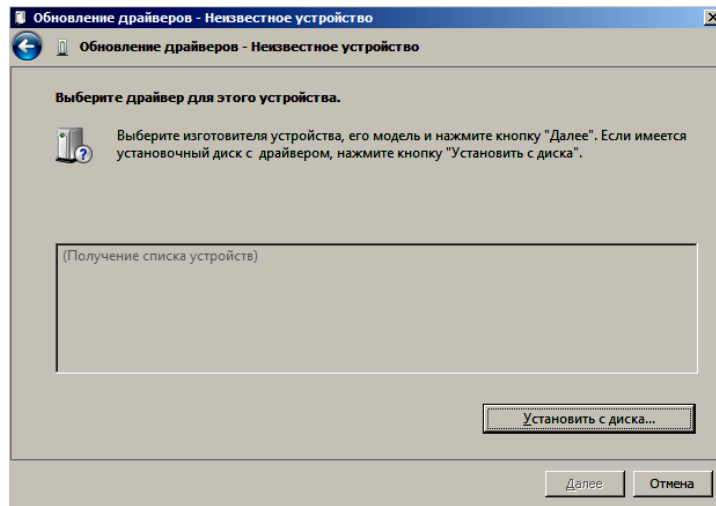 Обновление драйверов - Неизвестное устройство
Обновление драйверов - Неизвестное устройство
Выберите драйвер для этого устройства.
Выберите изготовителя устройства, его модель и нажмите кнопку "Далее". Если имеется
установочный диск с драйвером, нажмите кнопку "Установить с диска".
(Получение списка устройств)
Установить с диска...
Далее
Отмена